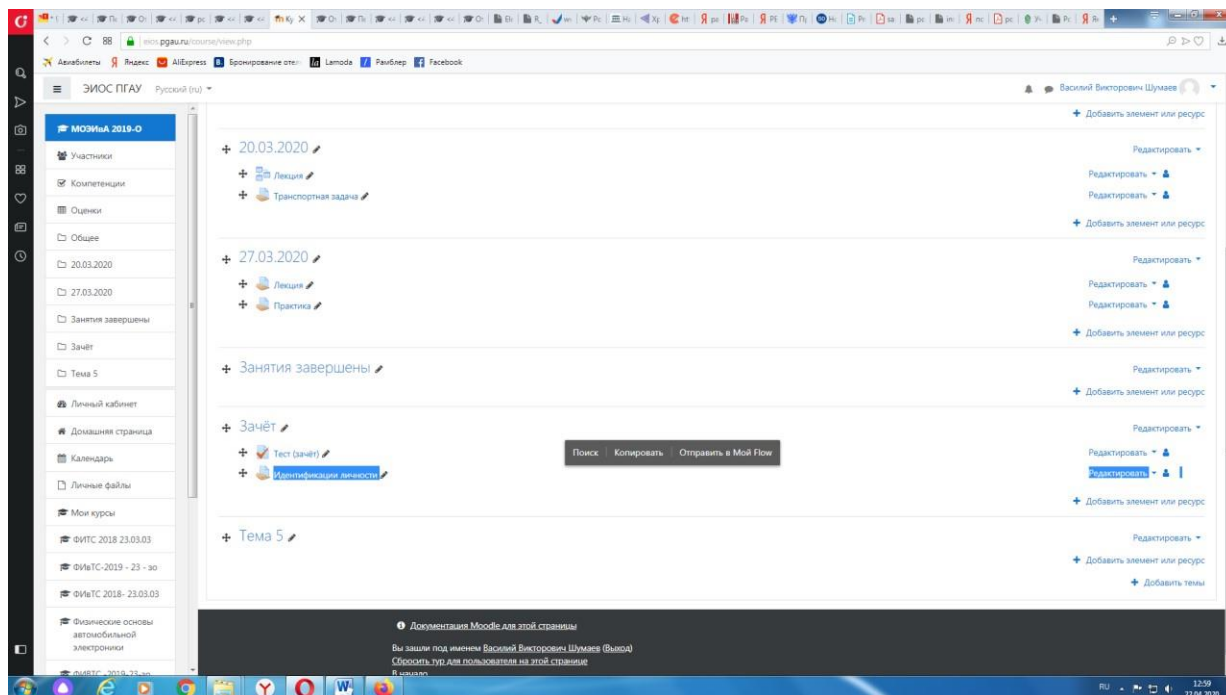 eios.pgau.ru/course/view.php
Авиабилеты Яндекс AliExpress Бронирование отел Lamoda Рамблер Facebook
ЭИОС ПГАУ Русский (ru) Василий Викторович Шумаев
Добавить элемент или ресурс
МОЭИвА 2019-О
Участники
Компетенции
Оценки
Общее
20.03.2020
27.03.2020
Занятия завершены
Зачёт
Тема 5
Личный кабинет
Домашняя страница
Календарь
Личные файлы
Мои курсы
ФИТС 2018 23.03.03
ФИвТС-2019 - 23 - зо
ФИвТС 2018- 23.03.03
Физические основы
автомобильной
электроники
20.03.2020 Редактировать
Лекция Редактировать
Транспортная задача Редактировать
Добавить элемент или ресурс
27.03.2020 Редактировать
Лекция Редактировать
Практика Редактировать
Добавить элемент или ресурс
Занятия завершены Редактировать
Добавить элемент или ресурс
Зачёт Редактировать
Поиск Копировать Отправить в Мой Flow
Тест (зачёт) Редактировать
Идентификации личности Редактировать
Добавить элемент или ресурс
Тема 5 Редактировать
Добавить элемент или ресурс
Добавить темы
Документация Moodle для этой страницы
Вы зашли под именем Василий Викторович Шумаев (Выход)
Сбросить тур для пользователя на этой странице
В начало
RU 12:59
22.04.2020